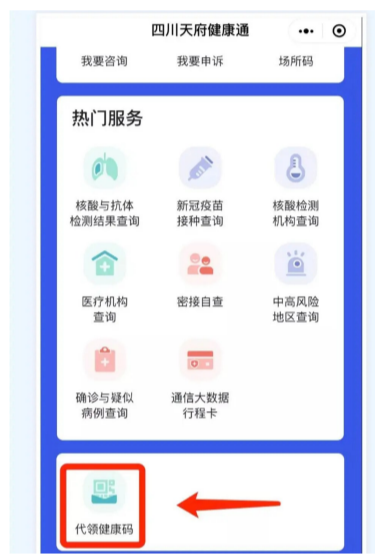 四川天府健康通
我要咨询 我要申诉 场所码
热门服务
核酸与抗体 新冠疫苗 核酸检测
检测结果查询 接种查询 机构查询
医疗机构 密接自查 中高风险
查询 地区查询
确诊与疑似 通信大数据
病例查询 行程卡
代领健康码